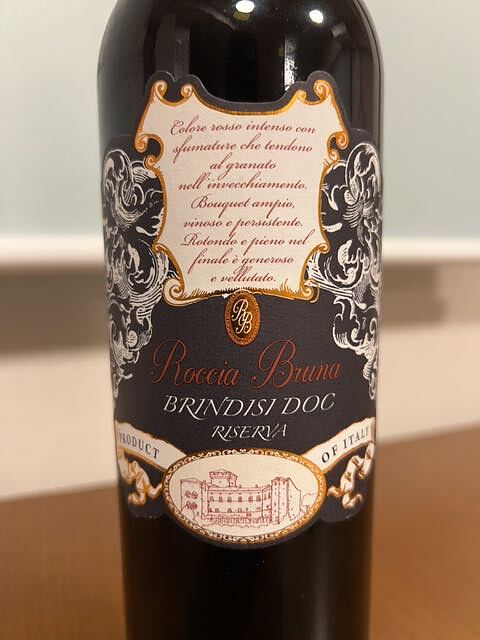 Colore rosso intenso con
sfumature che tendono
al granato
nell'invecchiamento.
Bouquet ampio,
vinoso e persistente.
Rotondo e pieno nel
finale è generoso
e vellutato.
RB
Roccia Bruna
BRINDISI DOC
RISERVA
PRODUCT OF ITALY